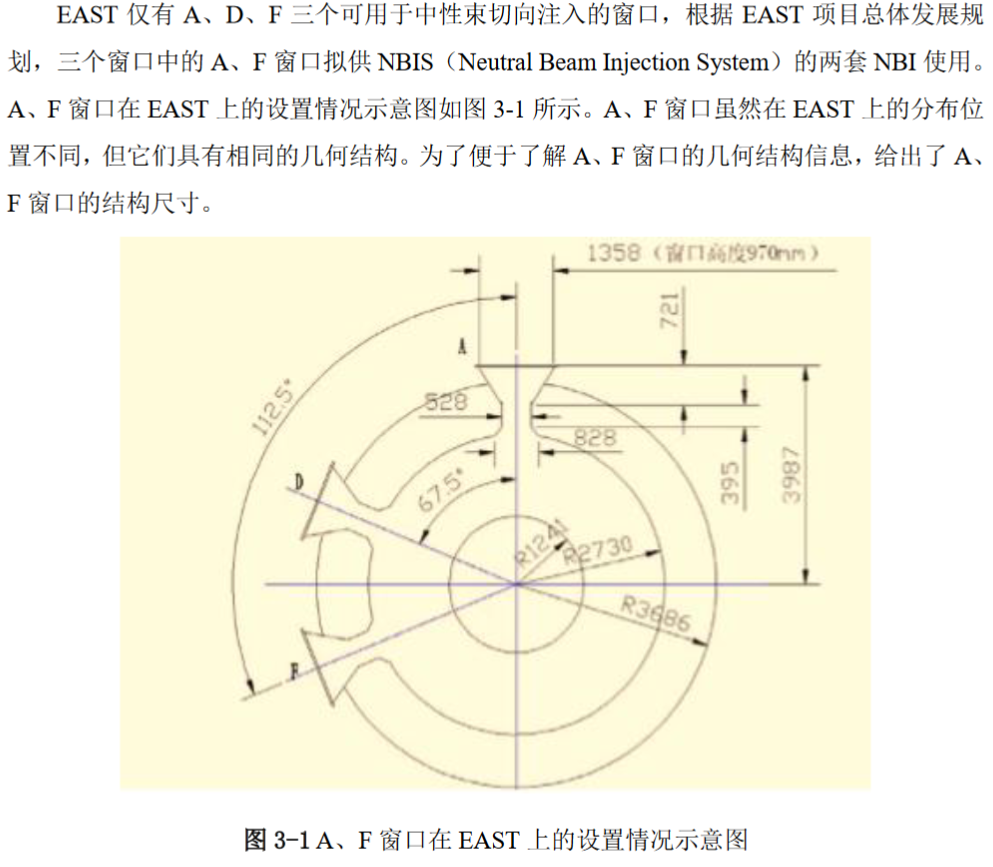 EAST 仅有 A、D、F 三个可用于中性束切向注入的窗口，根据 EAST 项目总体发展规
划，三个窗口中的 A、F 窗口拟供 NBIS（Neutral Beam Injection System）的两套 NBI 使用。
A、F 窗口在 EAST 上的设置情况示意图如图 3-1 所示。A、F 窗口虽然在 EAST 上的分布位
置不同，但它们具有相同的几何结构。为了便于了解 A、F 窗口的几何结构信息，给出了 A、
F 窗口的结构尺寸。
1358（窗口高度970mm）
721
A
112.5°
528
828
D
67.5°
395
3987
R1241
R2730
R3686
F
图 3-1 A、F 窗口在 EAST 上的设置情况示意图